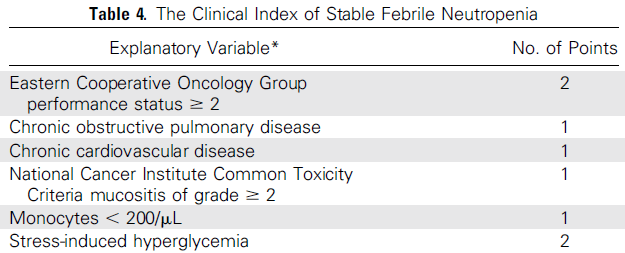 Table 4. The Clinical Index of Stable Febrile Neutropenia
Explanatory Variable* No. of Points
Eastern Cooperative Oncology Group performance status ≥ 2 2
Chronic obstructive pulmonary disease 1
Chronic cardiovascular disease 1
National Cancer Institute Common Toxicity Criteria mucositis of grade ≥ 2 1
Monocytes < 200/μL 1
Stress-induced hyperglycemia 2